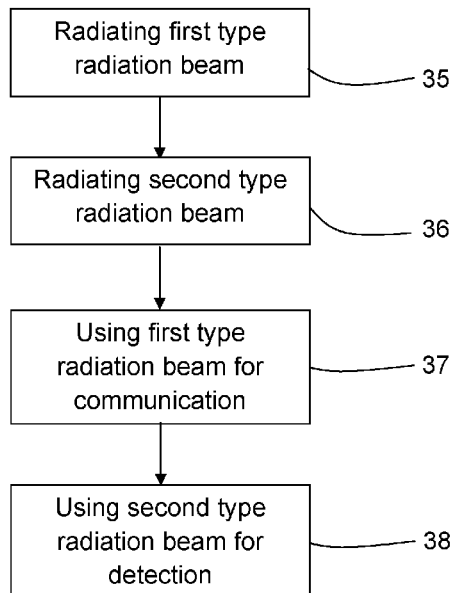 Radiating first type
radiation beam
35
Radiating second type
radiation beam
36
Using first type
radiation beam for
communication
37
Using second type
radiation beam for
detection
38